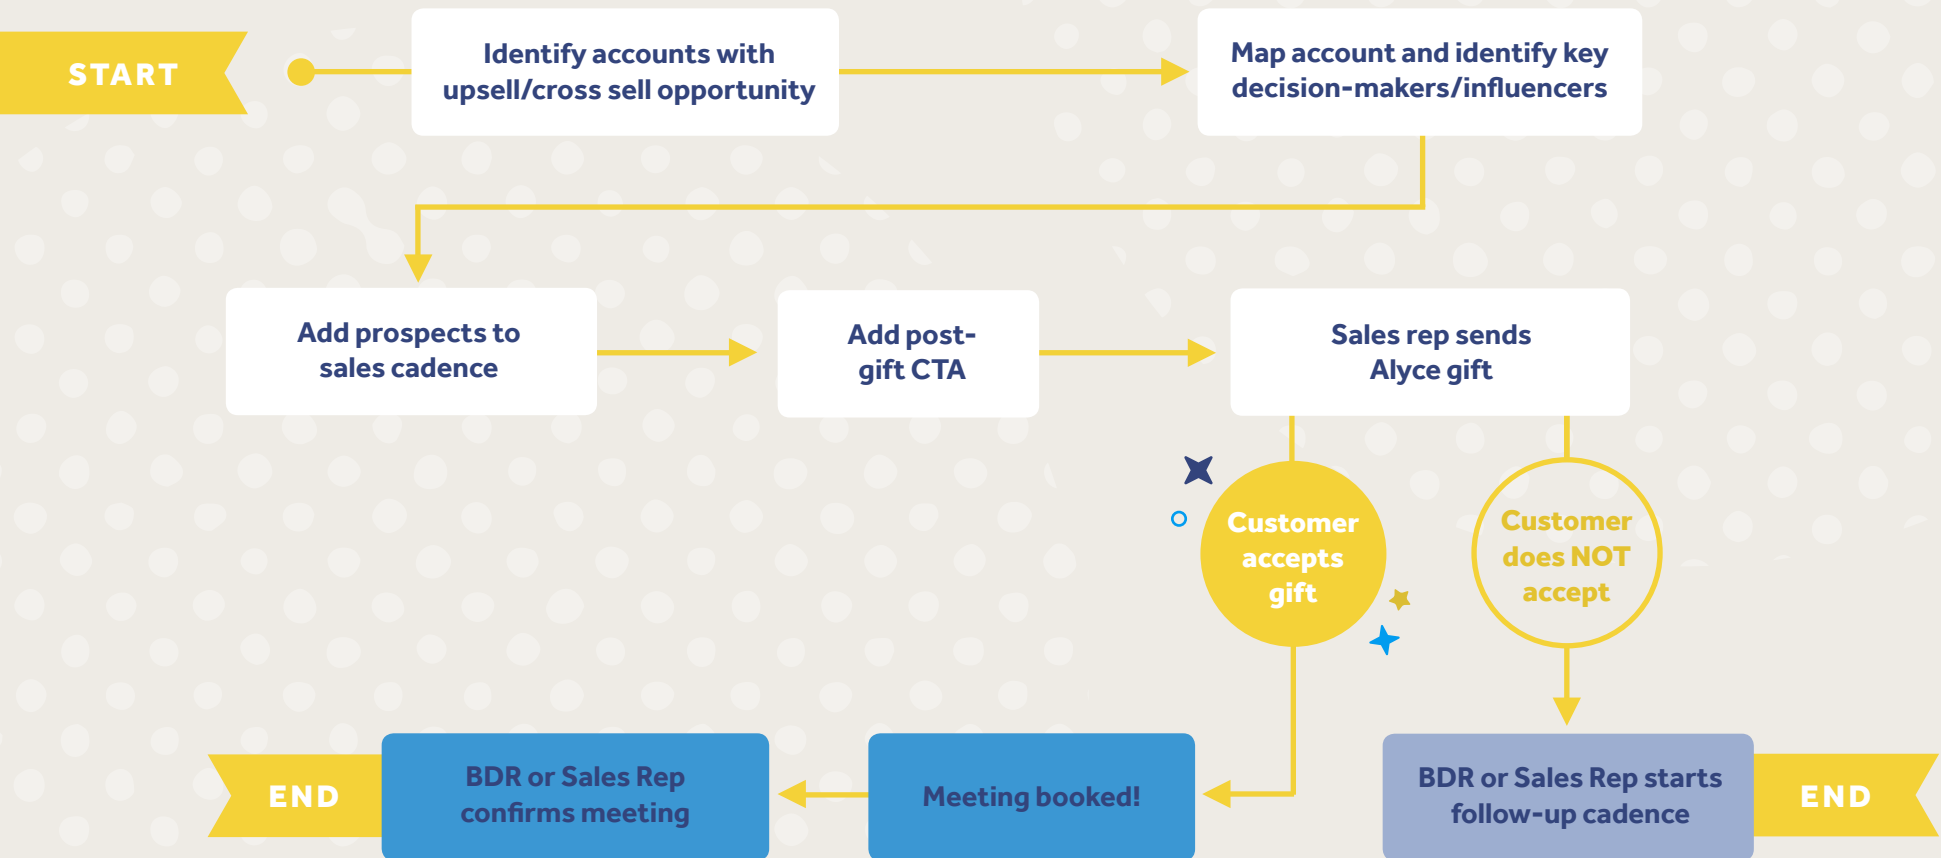 START
Identify accounts with
upsell/cross sell opportunity
Map account and identify key
decision-makers/influencers
Add prospects to
sales cadence
Add post-
gift CTA
Sales rep sends
Alyce gift
Customer
accepts
gift
Customer
does NOT
accept
END
BDR or Sales Rep
confirms meeting
Meeting booked!
BDR or Sales Rep starts
follow-up cadence
END